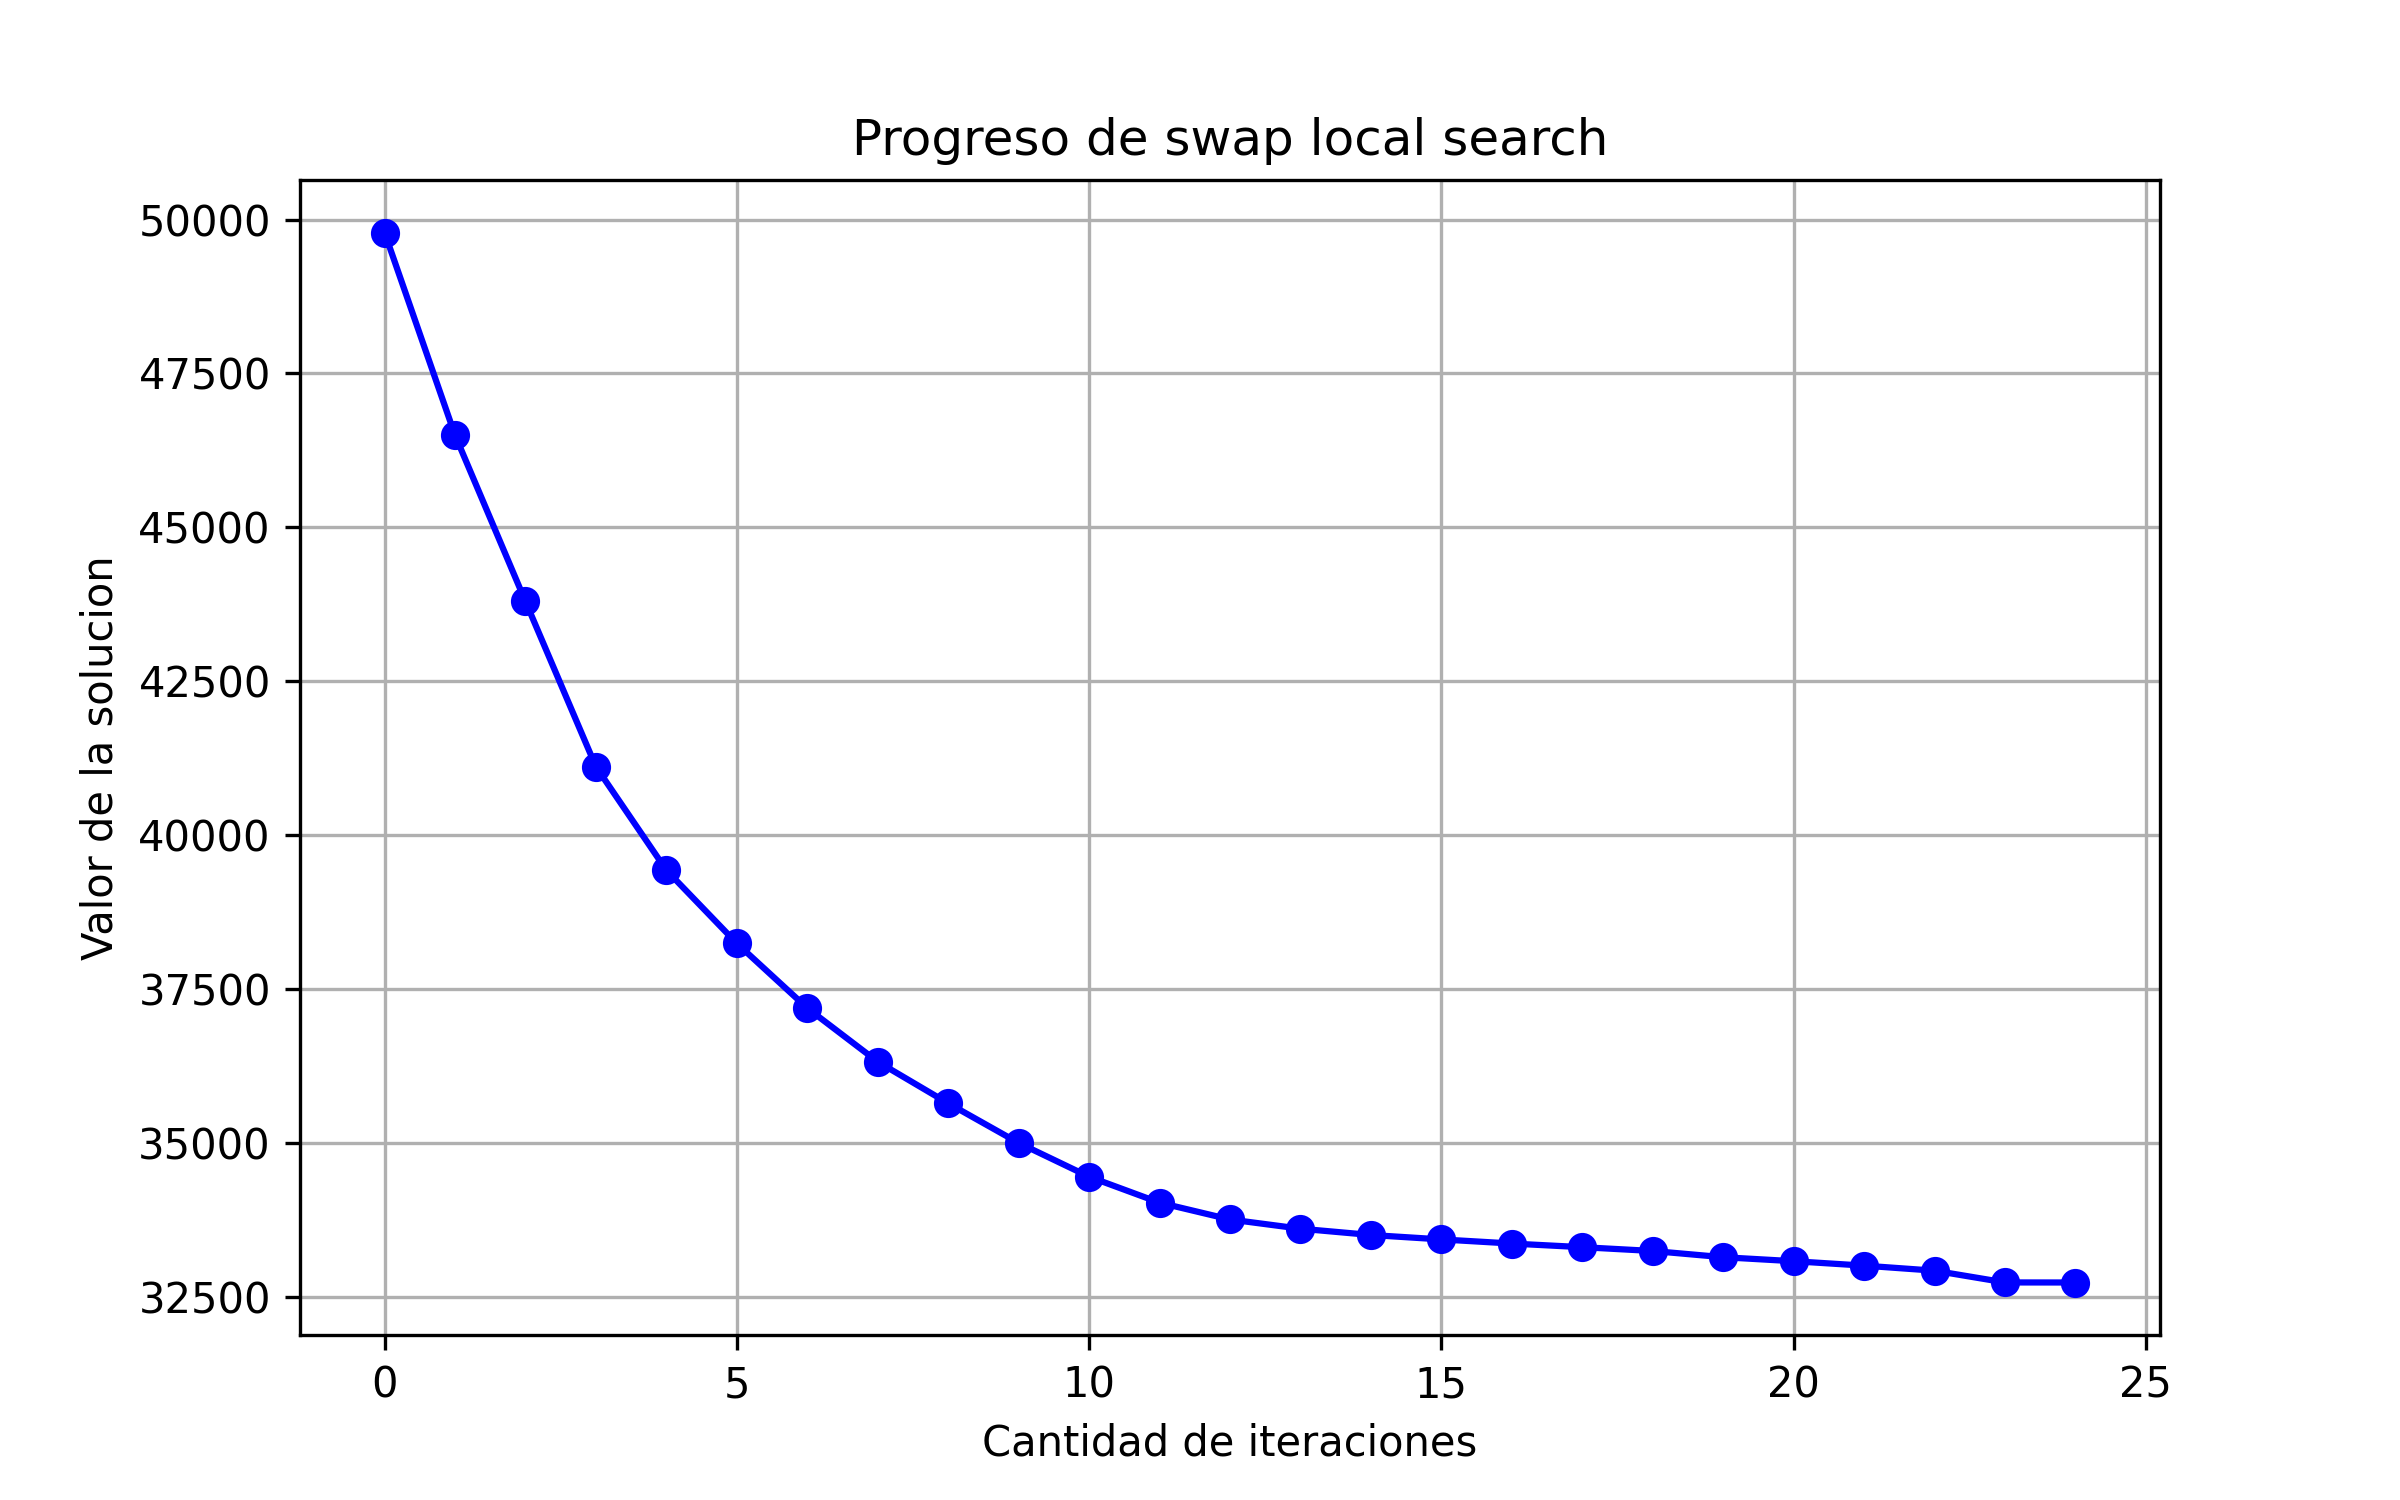 Progreso de swap local search
50000
47500
45000
42500
40000
37500
35000
32500
Valor de la solucion
0 5 10 15 20 25
Cantidad de iteraciones